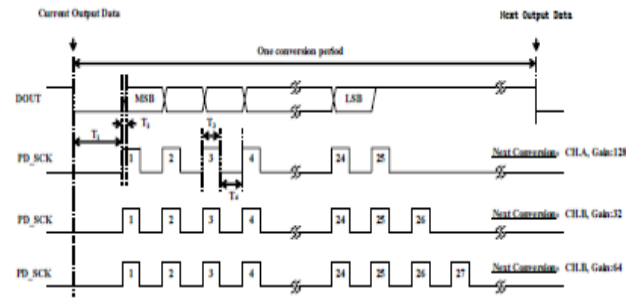 Current Output Data Next Output Data
One conversion period
DOUT MSB LSB
T2 T3
T1
PD_SCK 1 2 3 4 24 25 Next Conversion: CH.A, Gain:128
T4
PD_SCK 1 2 3 4 24 25 26 Next Conversion: CH.B, Gain:32
PD_SCK 1 2 3 4 24 25 26 27 Next Conversion: CH.B, Gain:64